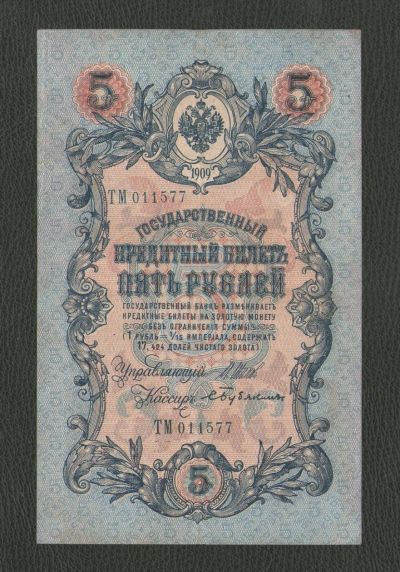 5 5
1909
ТМ 011577
ГОСУДАРСТВЕННЫЙ
КРЕДИТНЫЙ БИЛЕТЪ
ПЯТЬ РУБЛЕЙ
ГОСУДАРСТВЕННЫЙ БАНКЪ РАЗМѢНИВАЕТЪ
КРЕДИТНЫЕ БИЛЕТЫ НА ЗОЛОТУЮ МОНЕТУ
БЕЗЪ ОГРАНИЧЕНІЯ СУММЫ
(1 РУБЛЬ = 1/15 ИМПЕРІАЛА, СОДЕРЖИТЪ
17,424 ДОЛЕЙ ЧИСТАГО ЗОЛОТА)
Управляющій
Кассиръ
ТМ 011577
5